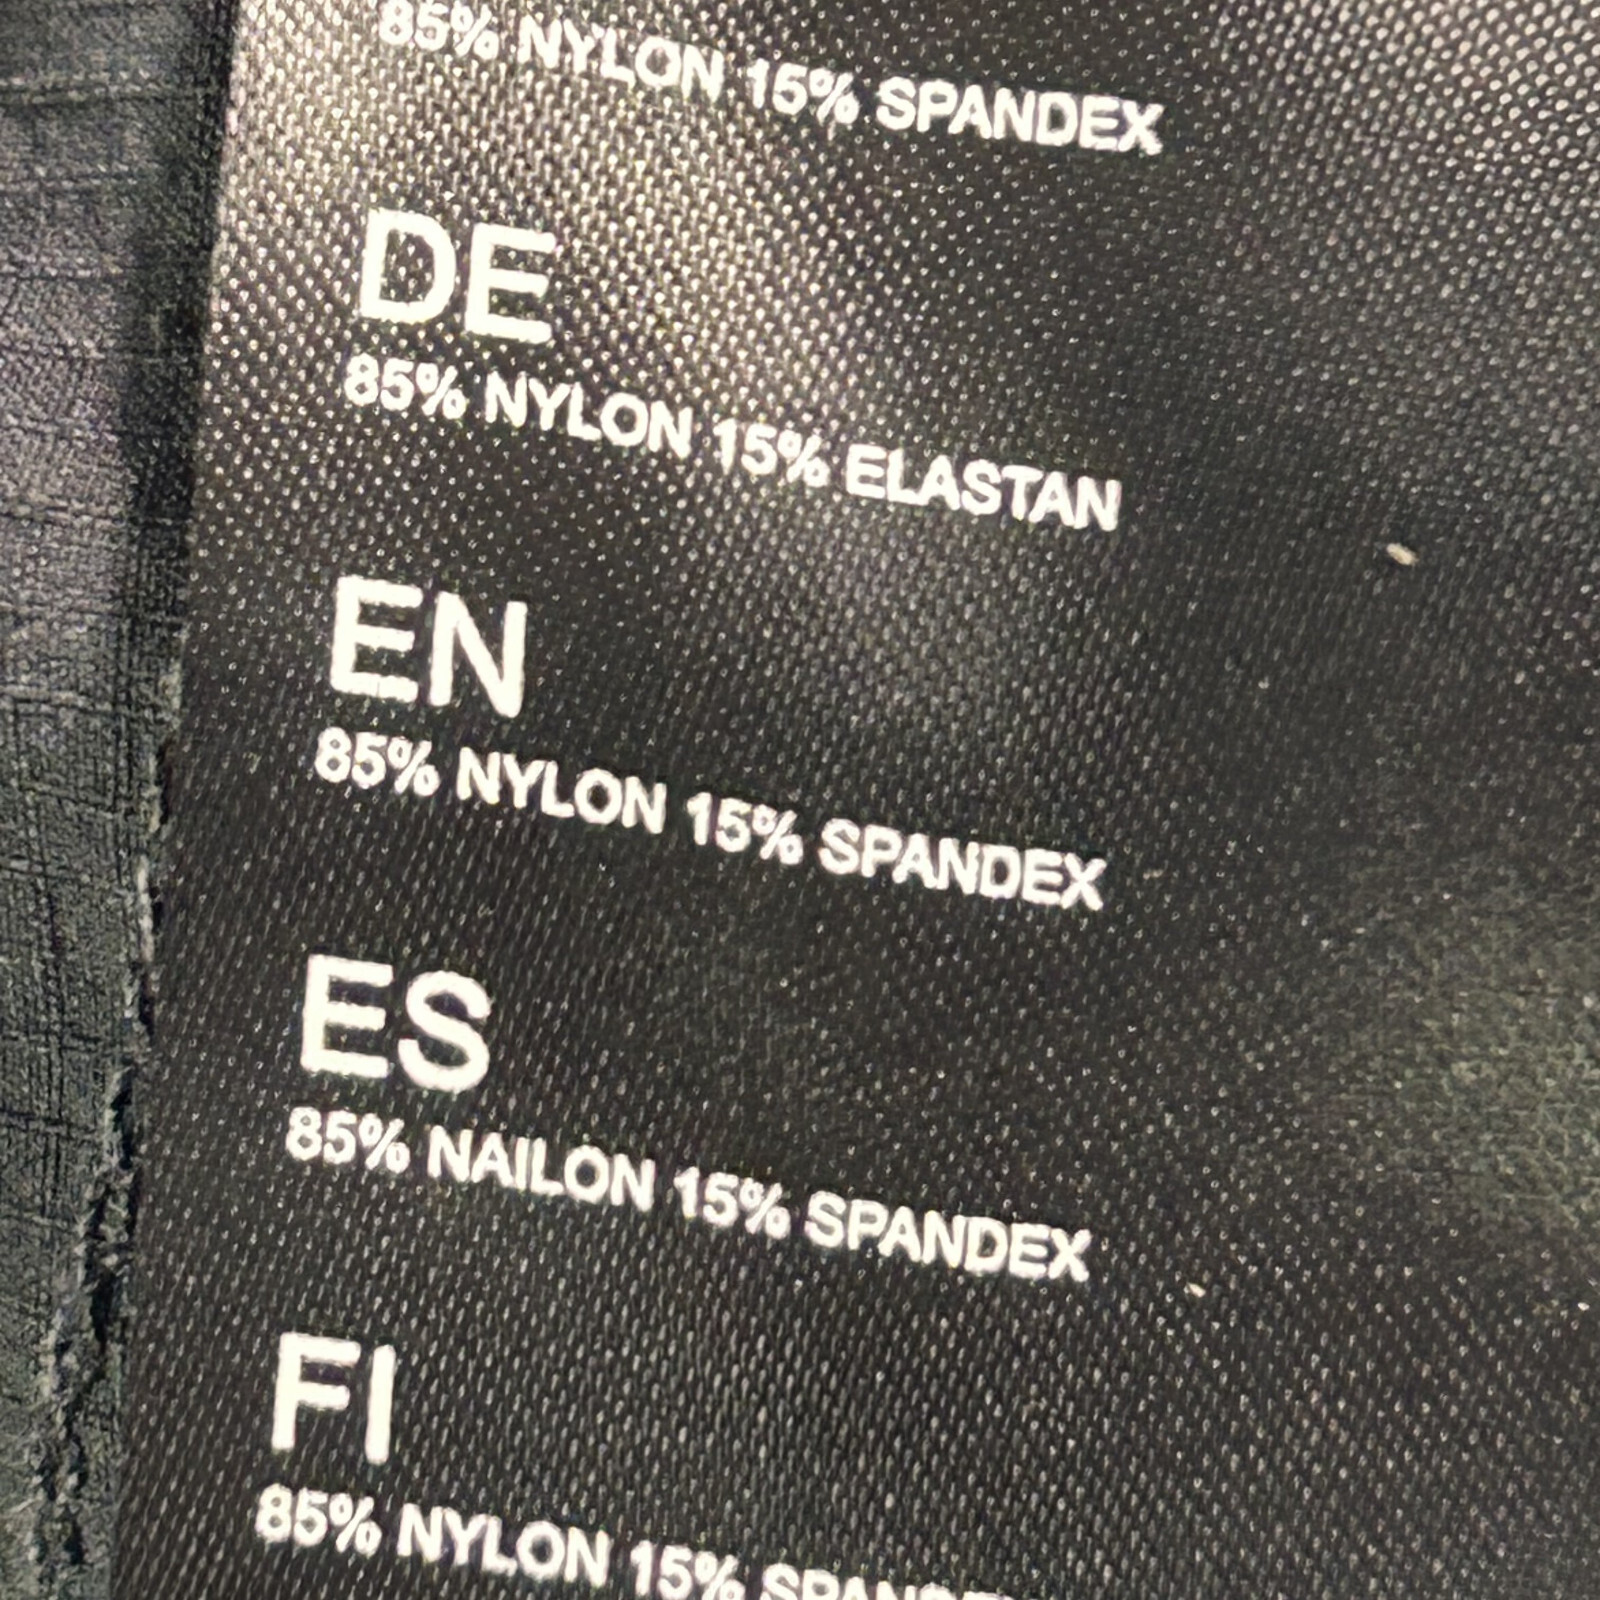 85% NYLON 15% SPANDEX
DE
85% NYLON 15% ELASTAN
EN
85% NYLON 15% SPANDEX
ES
85% NAILON 15% SPANDEX
FI
85% NYLON 15% SPANDEX